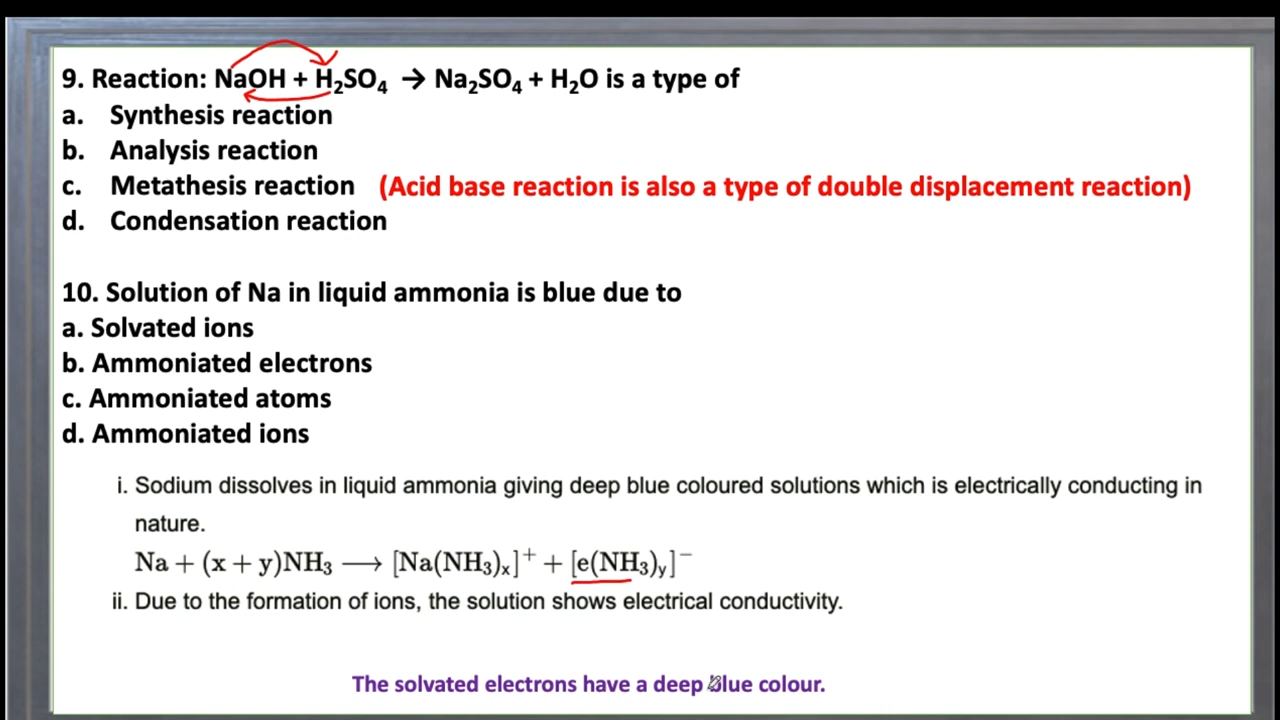 9. Reaction: NaOH + H₂SO₄ → Na₂SO₄ + H₂O is a type of
a. Synthesis reaction
b. Analysis reaction
c. Metathesis reaction (Acid base reaction is also a type of double displacement reaction)
d. Condensation reaction
10. Solution of Na in liquid ammonia is blue due to
a. Solvated ions
b. Ammoniated electrons
c. Ammoniated atoms
d. Ammoniated ions
i. Sodium dissolves in liquid ammonia giving deep blue coloured solutions which is electrically conducting in
nature.
Na + (x + y)NH₃ ⟶ [Na(NH₃)ₓ]⁺ + [e(NH₃)ᵧ]⁻
ii. Due to the formation of ions, the solution shows electrical conductivity.
The solvated electrons have a deep blue colour.